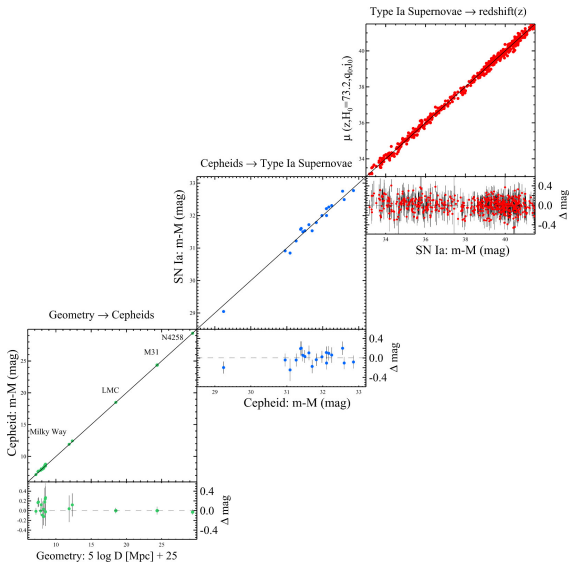 Type Ia Supernovae → redshift(z)
40
38
36
34
μ (z,H₀=73.2,q₀,j₀)
0.4
0.0
-0.4
Δ mag
34
36
38
40
SN Ia: m-M (mag)
Cepheids → Type Ia Supernovae
33
32
31
30
29
SN Ia: m-M (mag)
0.4
0.0
-0.4
Δ mag
29
30
31
32
33
Cepheid: m-M (mag)
Geometry → Cepheids
N4258
M31
LMC
Milky Way
25
20
15
10
Cepheid: m-M (mag)
0.4
0.2
0.0
-0.2
-0.4
0.4
0.0
-0.4
Δ mag
10
15
20
25
Geometry: 5 log D [Mpc] + 25